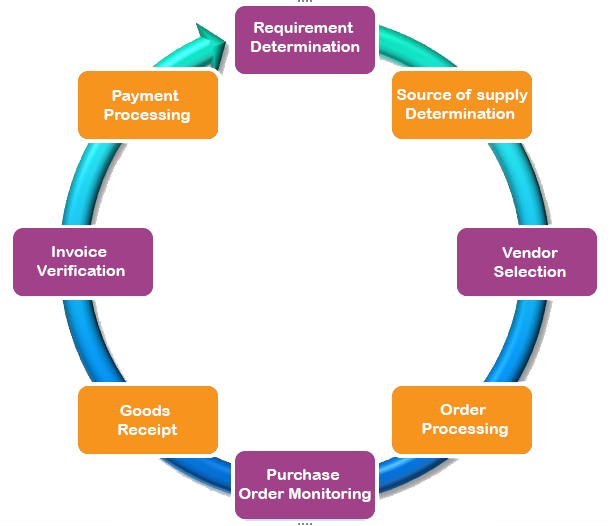 Requirement
Determination
Source of supply
Determination
Vendor
Selection
Order
Processing
Purchase
Order Monitoring
Goods
Receipt
Invoice
Verification
Payment
Processing